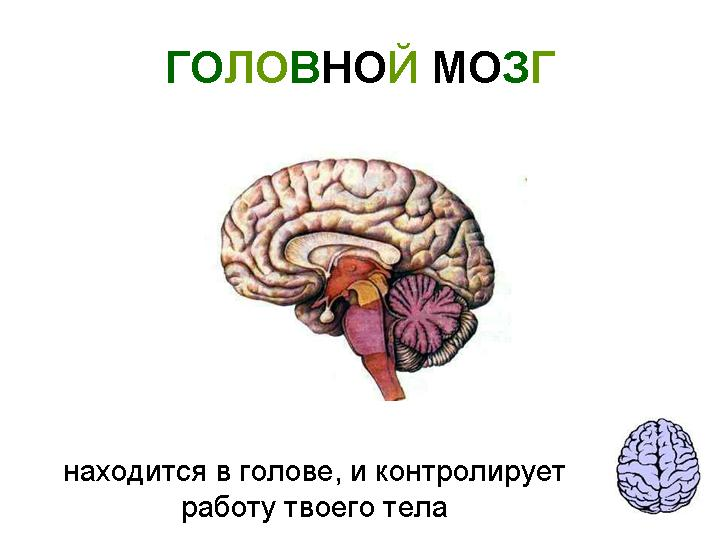 ГОЛОВНОЙ МОЗГ
находится в голове, и контролирует
работу твоего тела